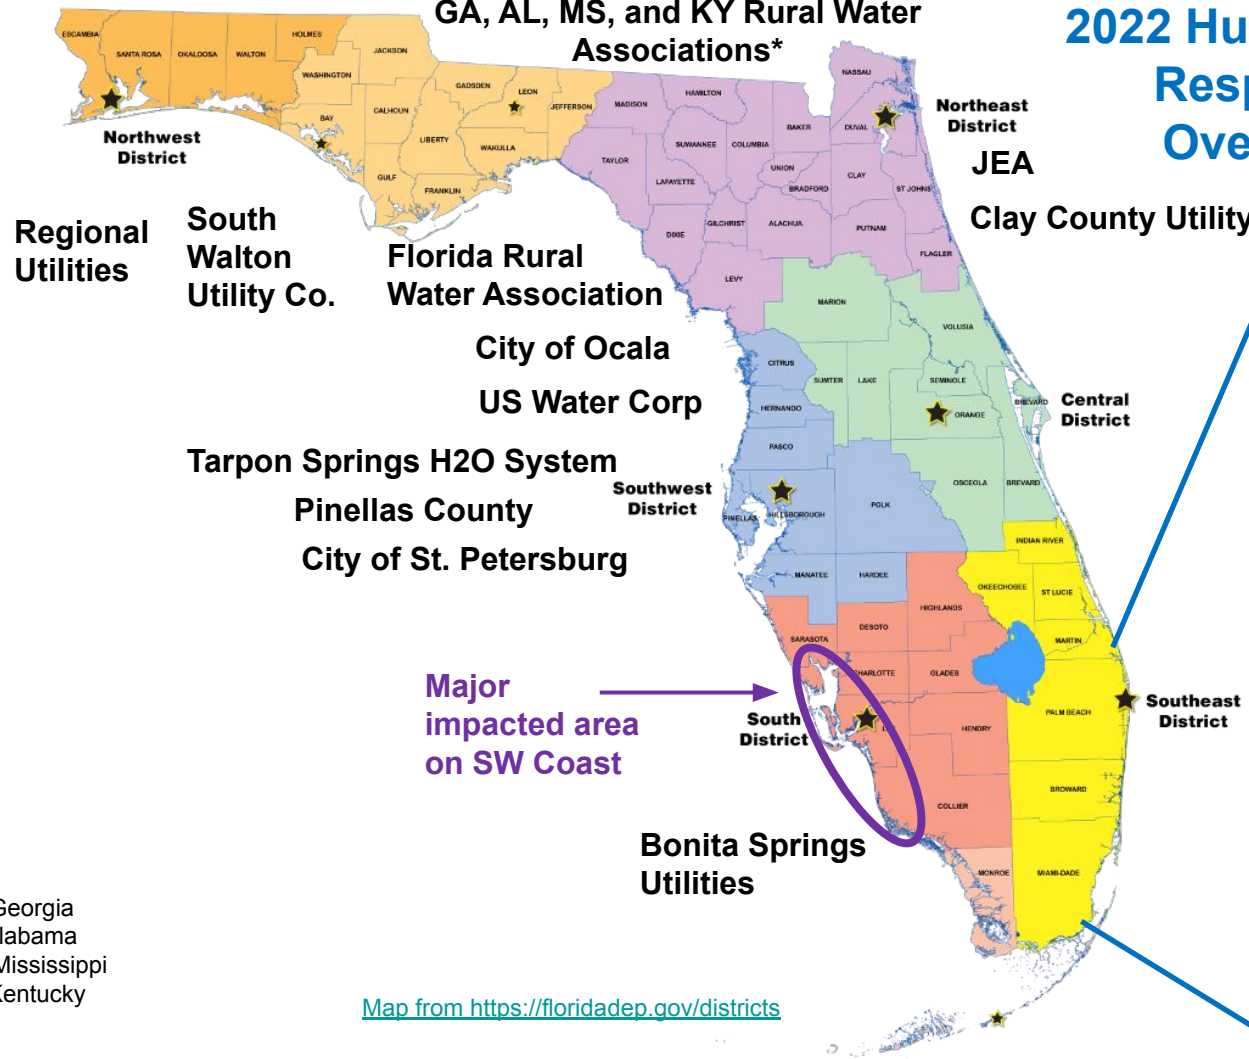 GA, AL, MS, and KY Rural Water
Associations*
2022 Hu
Resp
Ove
ESCAMBIA
SANTA ROSA
OKALOOSA
WALTON
HOLMES
JACKSON
WASHINGTON
BAY
CALHOUN
GULF
LIBERTY
FRANKLIN
GADSDEN
LEON
WAKULLA
JEFFERSON
MADISON
HAMILTON
TAYLOR
SUWANNEE
LAFAYETTE
COLUMBIA
BAKER
NASSAU
DUVAL
UNION
BRADFORD
CLAY
ST JOHNS
DIXIE
GILCHRIST
ALACHUA
PUTNAM
FLAGLER
LEVY
Northwest
District
Northeast
District
JEA
Clay County Utility
Regional
Utilities
South
Walton
Utility Co.
Florida Rural
Water Association
City of Ocala
US Water Corp
MARION
VOLUSIA
CITRUS
SUMTER
LAKE
SEMINOLE
HERNANDO
ORANGE
BREVARD
Central
District
PASCO
OSCEOLA
BREVARD
Tarpon Springs H2O System
Pinellas County
City of St. Petersburg
Southwest
District
PINELLAS
HILLSBOROUGH
POLK
INDIAN RIVER
MANATEE
HARDEE
HIGHLANDS
OKEECHOBEE
ST LUCIE
SARASOTA
DESOTO
MARTIN
CHARLOTTE
GLADES
Major
impacted area
on SW Coast
South
District
HENDRY
PALM BEACH
Southeast
District
COLLIER
BROWARD
Bonita Springs
Utilities
MONROE
MIAMI-DADE
Georgia
labama
Mississippi
Kentucky
Map from https://floridadep.gov/districts